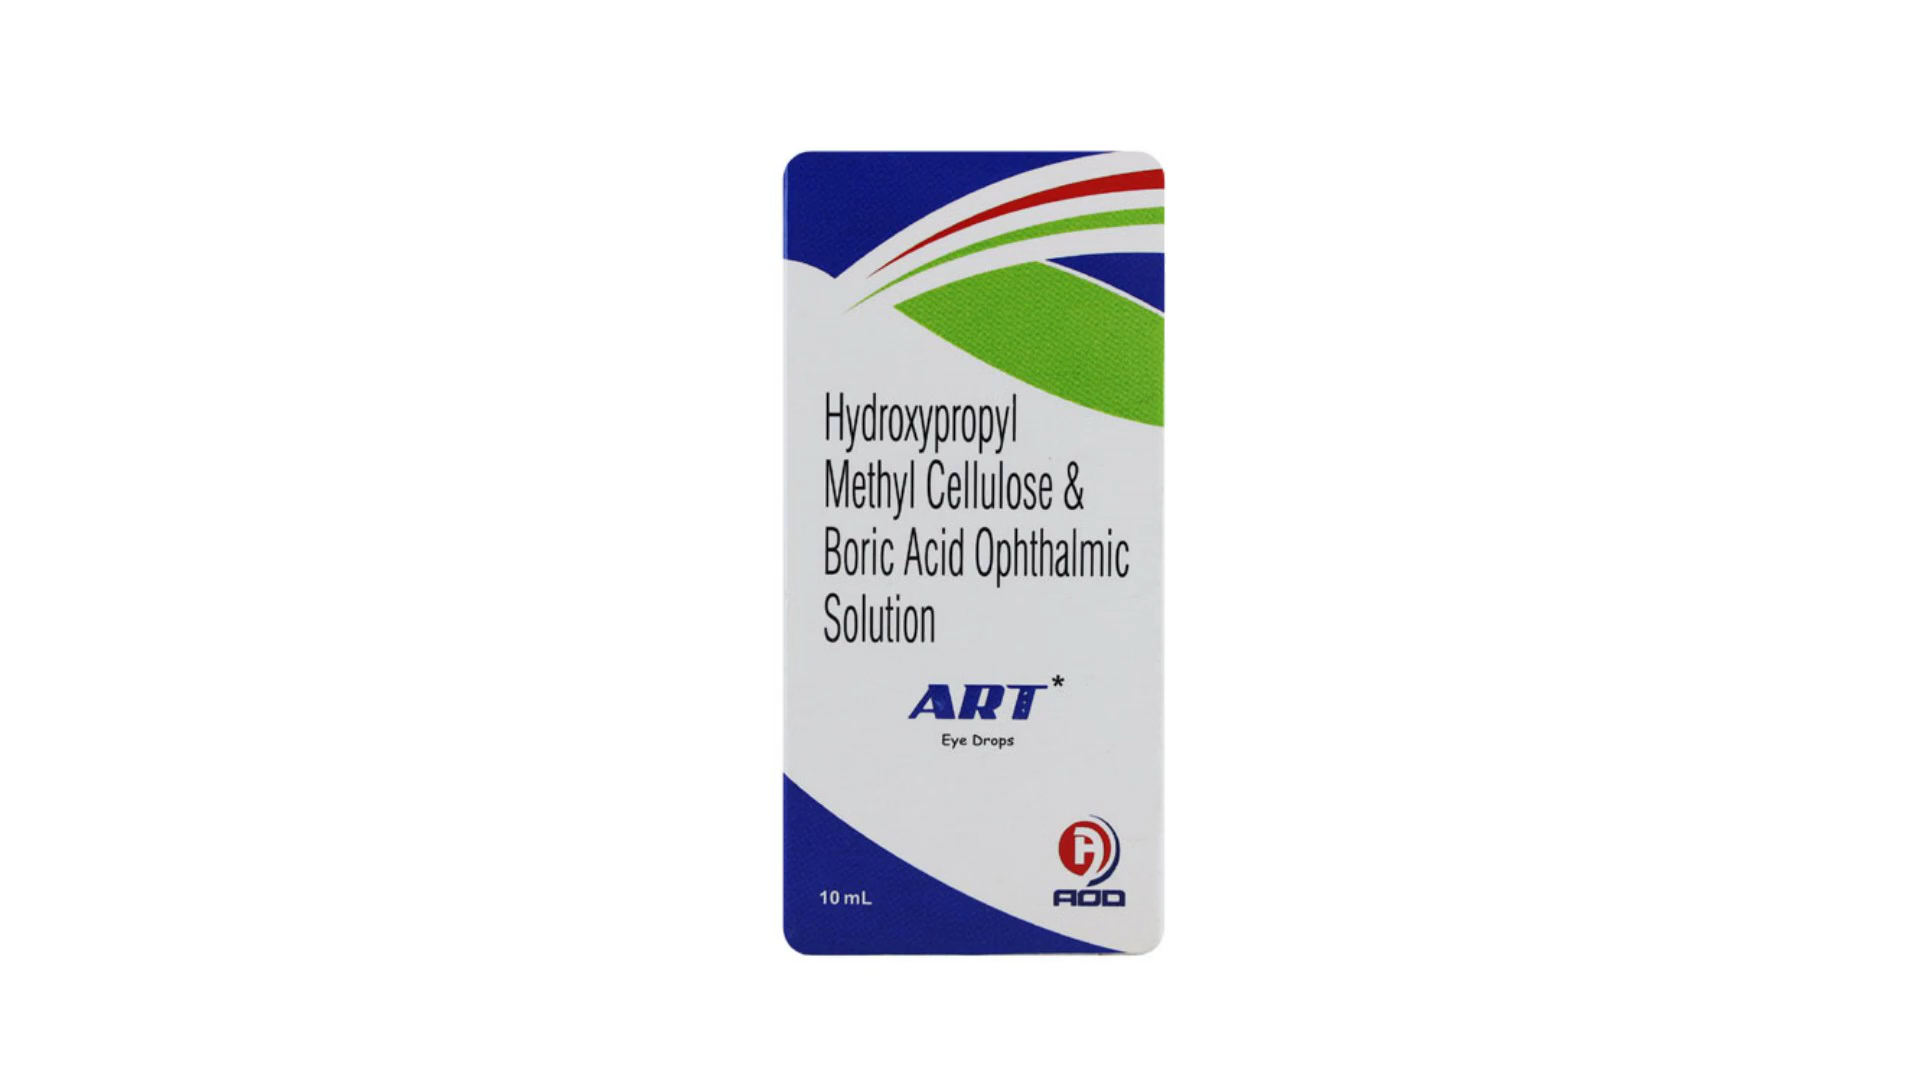 Hydroxypropyl
Methyl Cellulose &
Boric Acid Ophthalmic
Solution
ART*
Eye Drops
10 mL
AOD